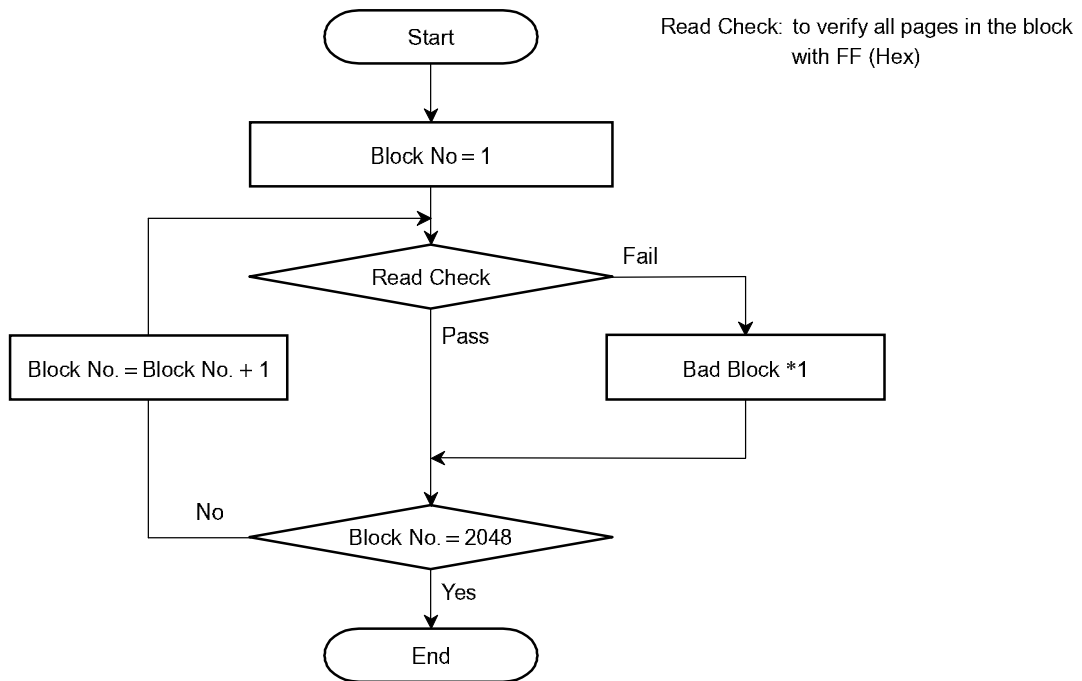 Start
Read Check: to verify all pages in the block
with FF (Hex)
Block No = 1
Read Check
Fail
Pass
Block No. = Block No. + 1
Bad Block *1
No
Block No. = 2048
Yes
End